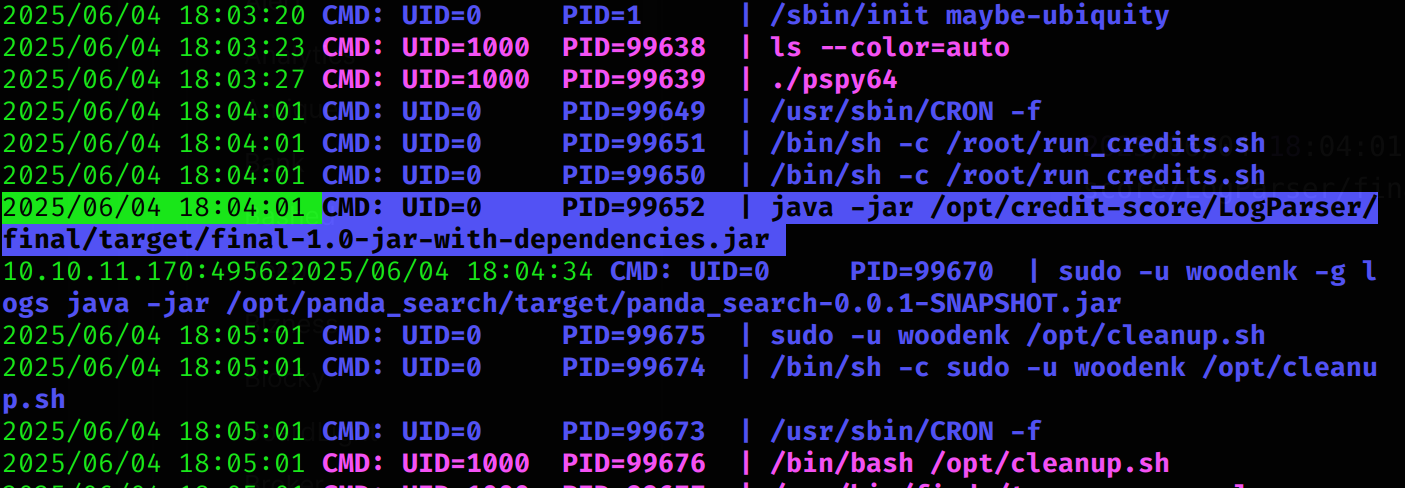 2025/06/04 18:03:20 CMD: UID=0     PID=1      | /sbin/init maybe-ubiquity
2025/06/04 18:03:23 CMD: UID=1000  PID=99638  | ls --color=auto
2025/06/04 18:03:27 CMD: UID=1000  PID=99639  | ./pspy64
2025/06/04 18:04:01 CMD: UID=0     PID=99649  | /usr/sbin/CRON -f
2025/06/04 18:04:01 CMD: UID=0     PID=99651  | /bin/sh -c /root/run_credits.sh
2025/06/04 18:04:01 CMD: UID=0     PID=99650  | /bin/sh -c /root/run_credits.sh
2025/06/04 18:04:01 CMD: UID=0     PID=99652  | java -jar /opt/credit-score/LogParser/
final/target/final-1.0-jar-with-dependencies.jar
10.10.11.170:495622025/06/04 18:04:34 CMD: UID=0     PID=99670  | sudo -u woodenk -g l
ogs java -jar /opt/panda_search/target/panda_search-0.0.1-SNAPSHOT.jar
2025/06/04 18:05:01 CMD: UID=0     PID=99675  | sudo -u woodenk /opt/cleanup.sh
2025/06/04 18:05:01 CMD: UID=0     PID=99674  | /bin/sh -c sudo -u woodenk /opt/cleanu
p.sh
2025/06/04 18:05:01 CMD: UID=0     PID=99673  | /usr/sbin/CRON -f
2025/06/04 18:05:01 CMD: UID=1000  PID=99676  | /bin/bash /opt/cleanup.sh